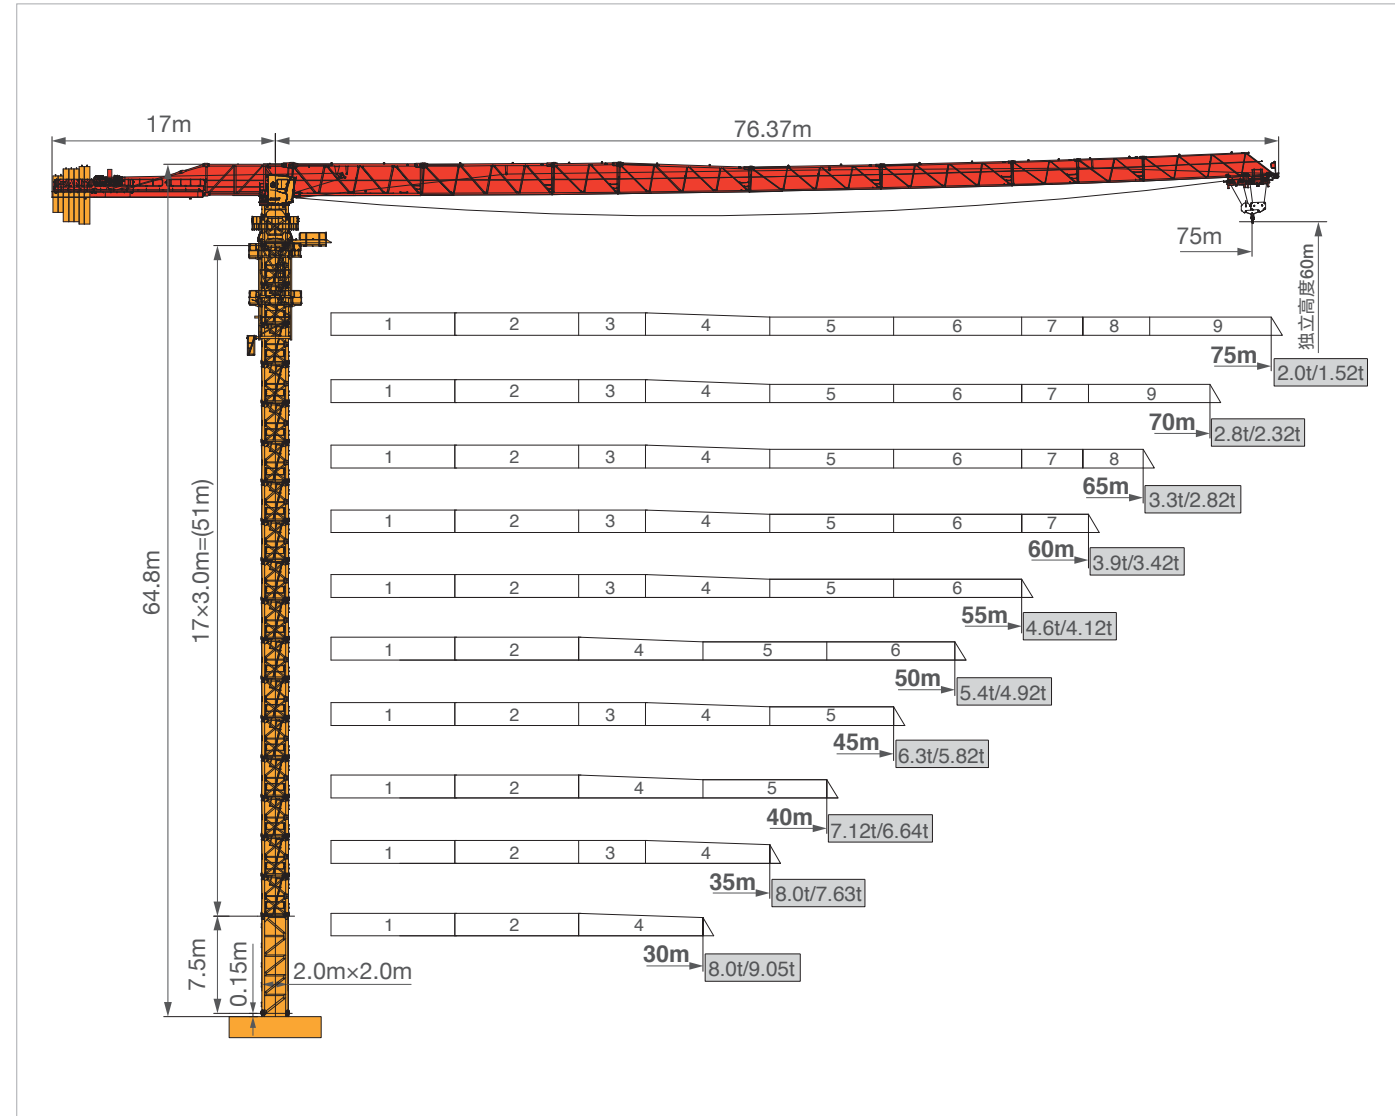 17m
76.37m
75m
独立高度60m
1 2 3 4 5 6 7 8 9
75m
2.0t/1.52t
1 2 3 4 5 6 7 9
70m
2.8t/2.32t
1 2 3 4 5 6 7 8
65m
3.3t/2.82t
1 2 3 4 5 6 7
60m
3.9t/3.42t
1 2 3 4 5 6
55m
4.6t/4.12t
1 2 4 5 6
50m
5.4t/4.92t
1 2 3 4 5
45m
6.3t/5.82t
1 2 4 5
40m
7.12t/6.64t
1 2 3 4
35m
8.0t/7.63t
1 2 4
30m
8.0t/9.05t
64.8m
17×3.0m=(51m)
7.5m
0.15m
2.0m×2.0m